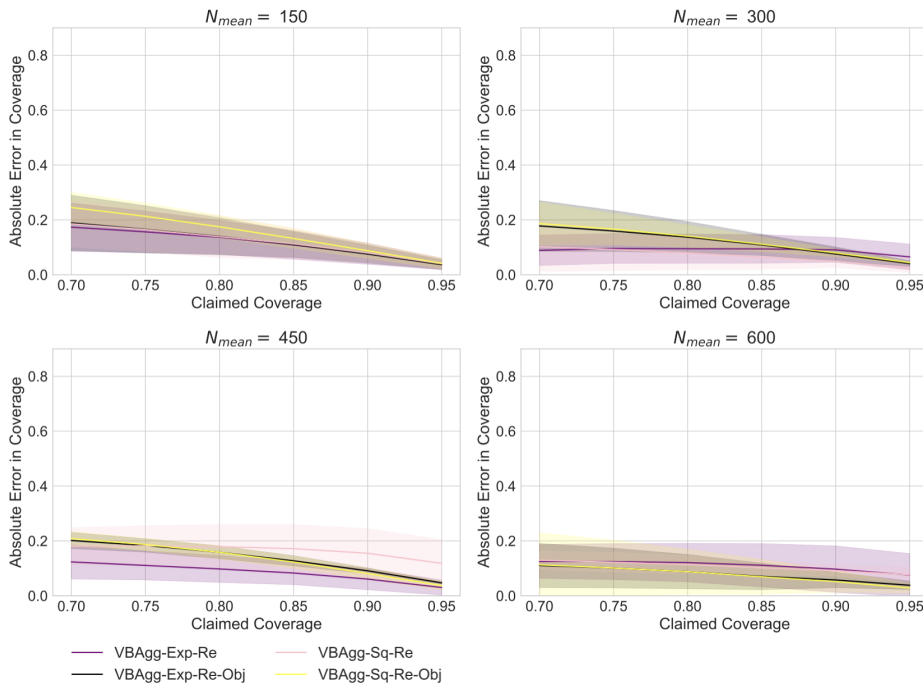 N_mean = 150
N_mean = 300
Absolute Error in Coverage
0.8
0.6
0.4
0.2
0.0
0.70 0.75 0.80 0.85 0.90 0.95
Claimed Coverage
Absolute Error in Coverage
0.8
0.6
0.4
0.2
0.0
0.70 0.75 0.80 0.85 0.90 0.95
Claimed Coverage
N_mean = 450
N_mean = 600
Absolute Error in Coverage
0.8
0.6
0.4
0.2
0.0
0.70 0.75 0.80 0.85 0.90 0.95
Claimed Coverage
Absolute Error in Coverage
0.8
0.6
0.4
0.2
0.0
0.70 0.75 0.80 0.85 0.90 0.95
Claimed Coverage
VBAgg-Exp-Re VBAgg-Sq-Re
VBAgg-Exp-Re-Obj VBAgg-Sq-Re-Obj